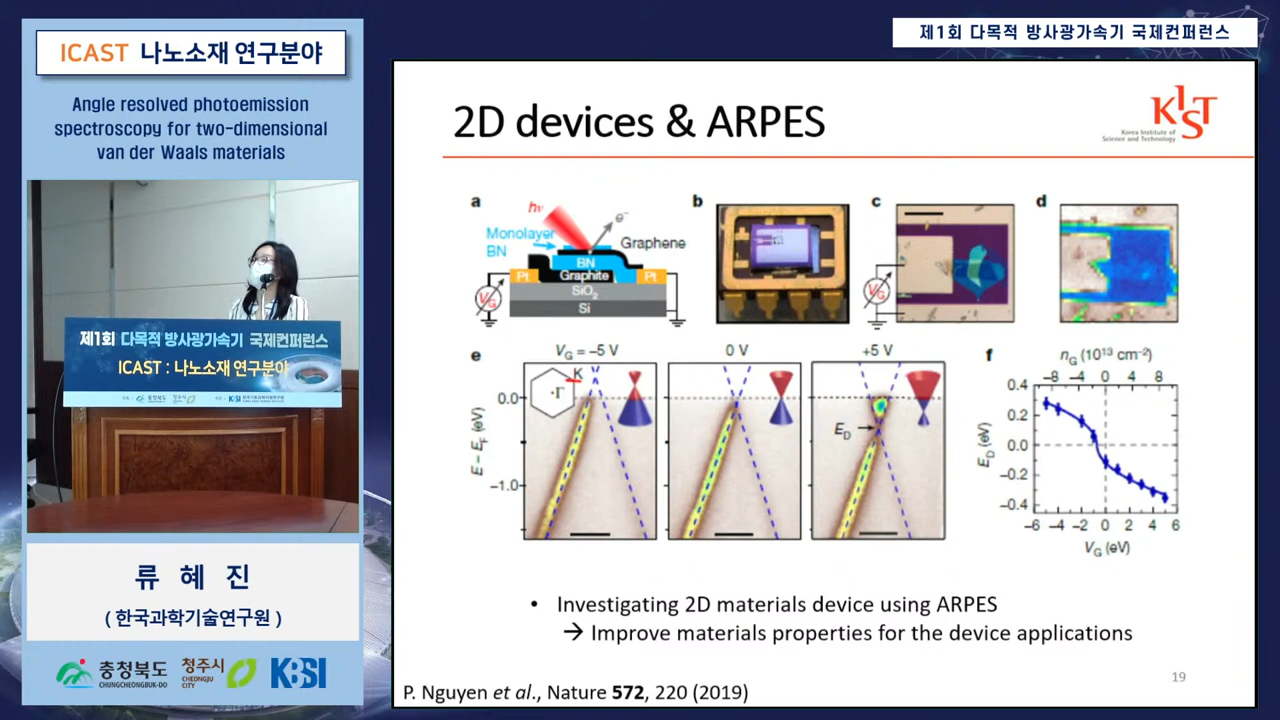 ICAST 나노소재 연구분야
Angle resolved photoemission
spectroscopy for two-dimensional
van der Waals materials
제1회 다목적 방사광가속기 국제컨퍼런스
ICAST : 나노소재 연구분야
충청북도 청주시 KBSI
류 혜 진
( 한국과학기술연구원 )
충청북도
CHUNGCHEONGBUK-DO
청주시
CHEONGJU
CITY
KBSI
제1회 다목적 방사광가속기 국제컨퍼런스
2D devices & ARPES
KIST
Korea Institute of
Science and Technology
a
hν
e⁻
Monolayer
BN
Graphene
BN
Pt
Graphite
Pt
SiO₂
Si
V_G
b
c
V_G
d
e
V_G = −5 V
0 V
+5 V
K
·Γ
E_D
0.0
−1.0
E − E_F (eV)
f
n_G (10¹³ cm⁻²)
−8 −4 0 4 8
0.4
0.2
0.0
−0.2
−0.4
E_D (eV)
−6 −4 −2 0 2 4 6
V_G (eV)
• Investigating 2D materials device using ARPES
→ Improve materials properties for the device applications
19
P. Nguyen et al., Nature 572, 220 (2019)